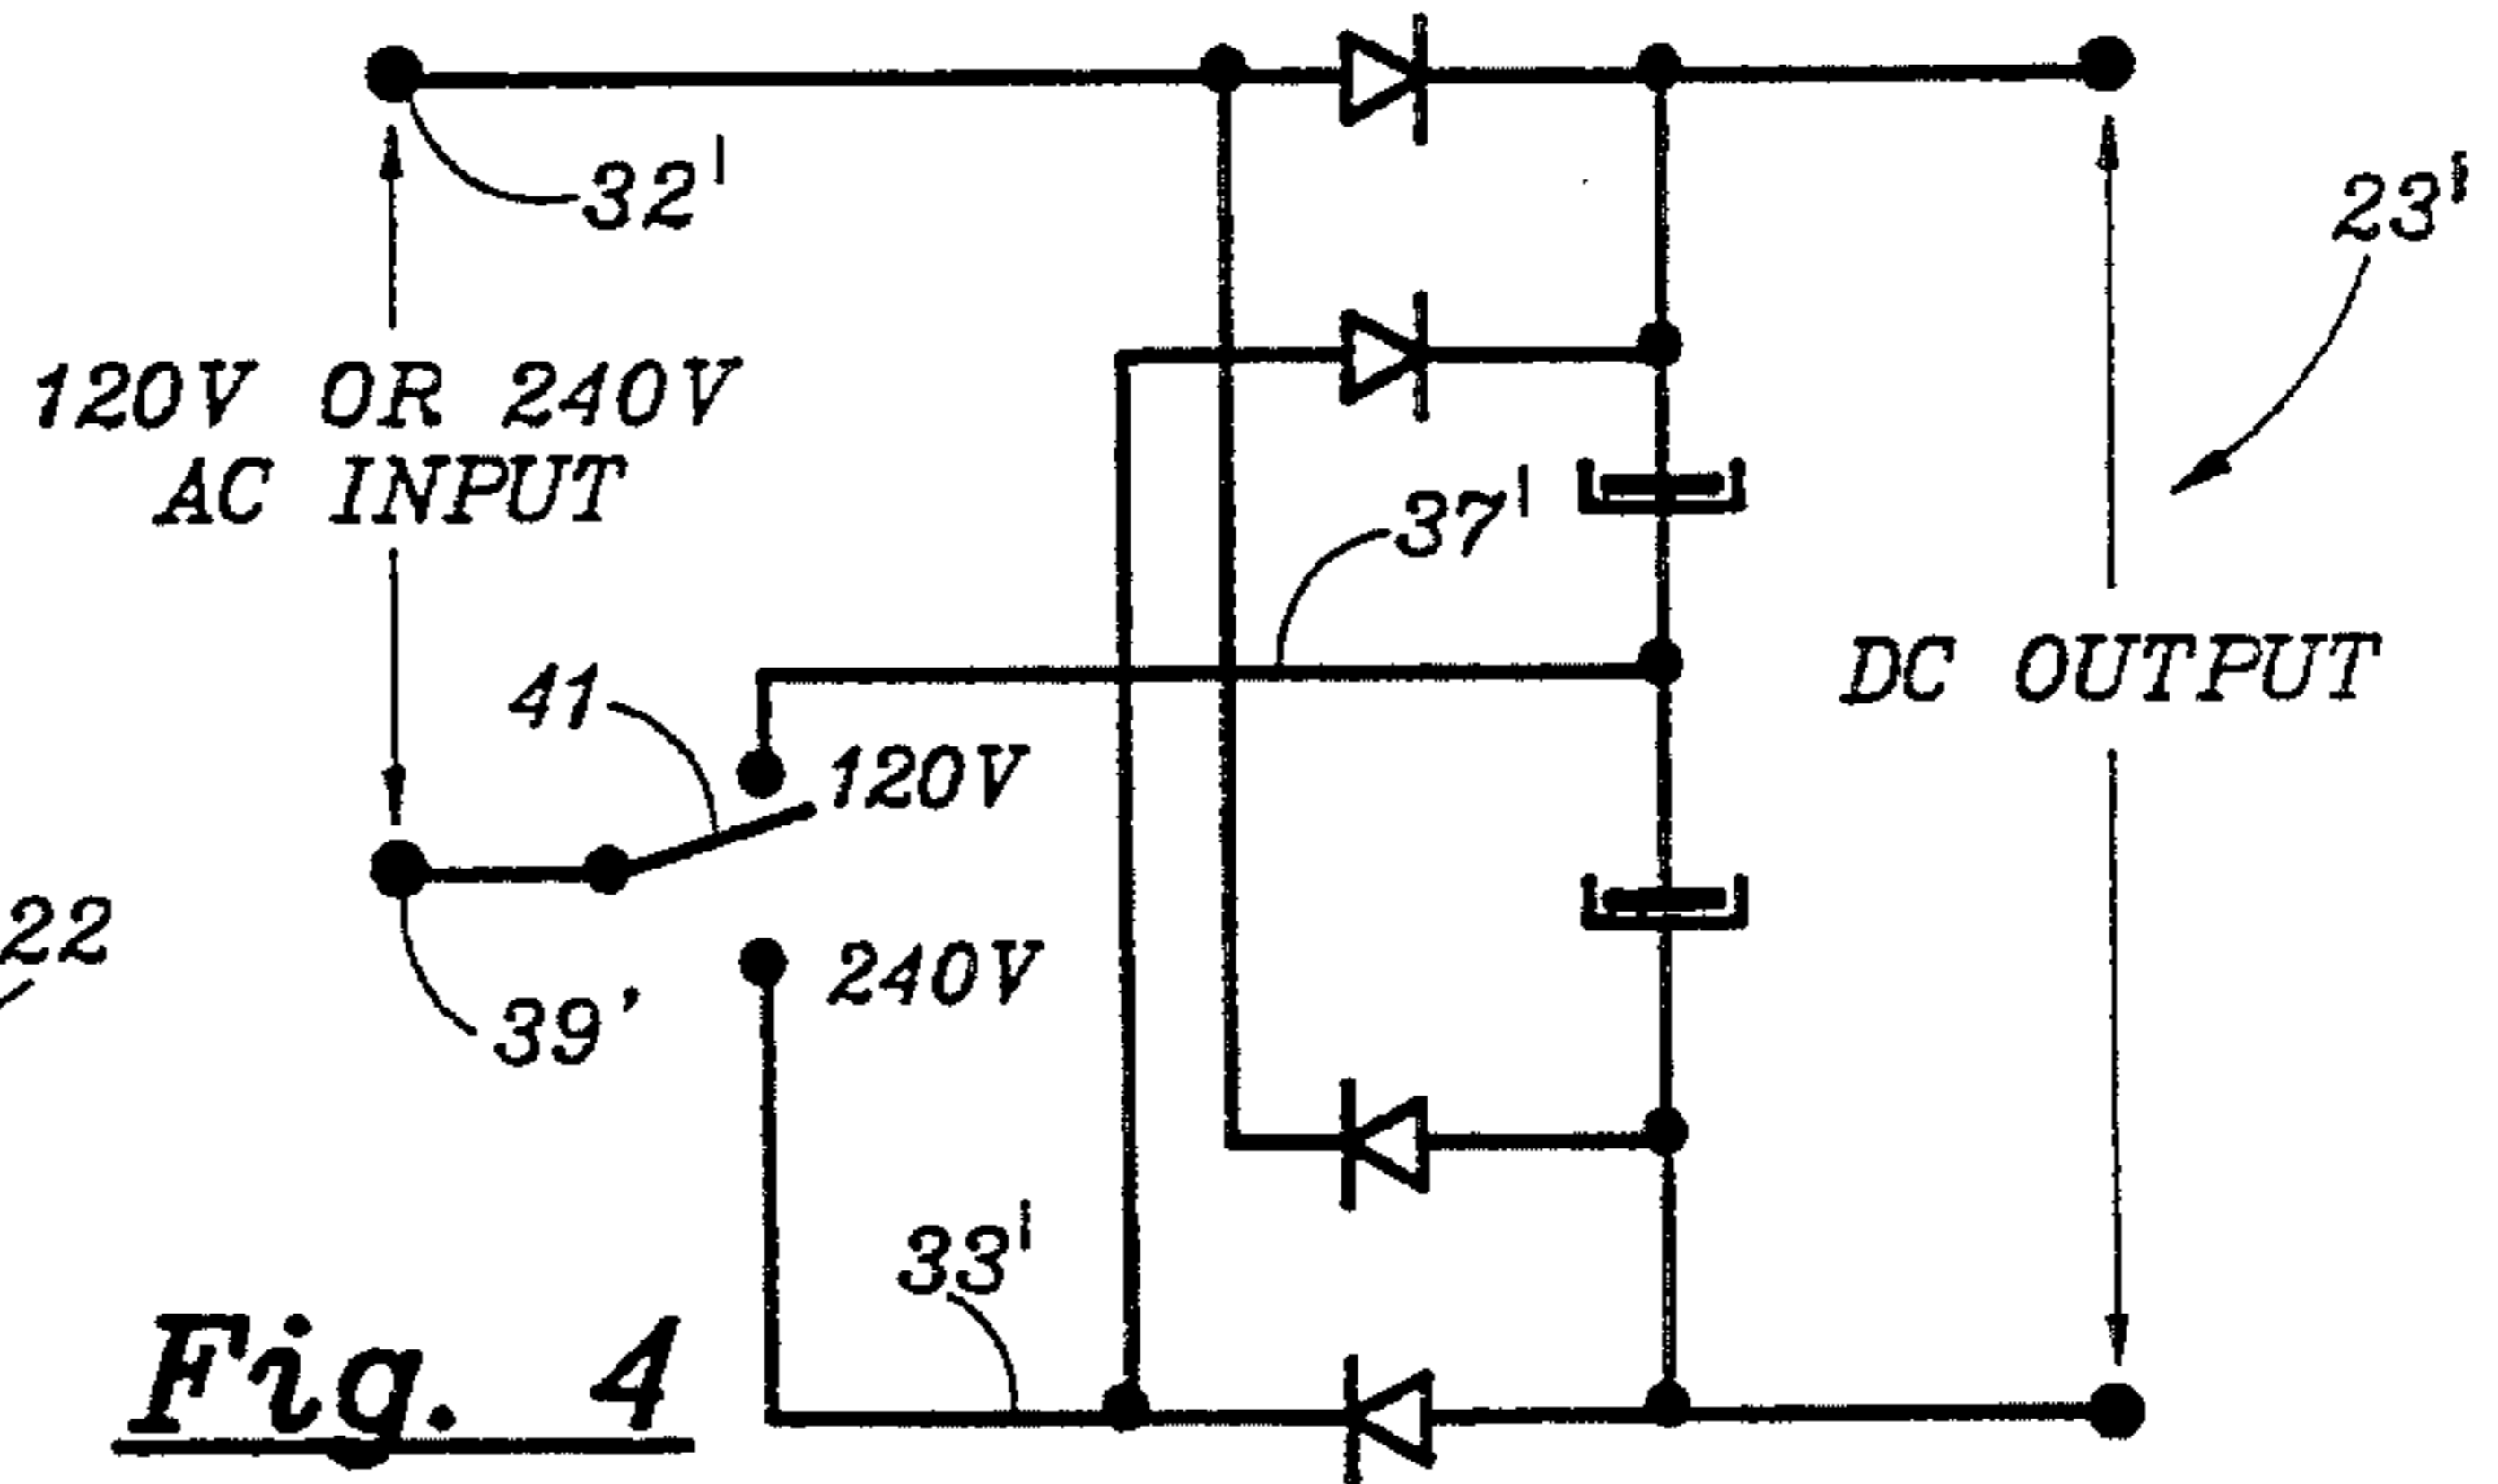 32'
23'
120V OR 240V
AC INPUT
37'
DC OUTPUT
41
120V
22
240V
39'
33'
Fig. 4